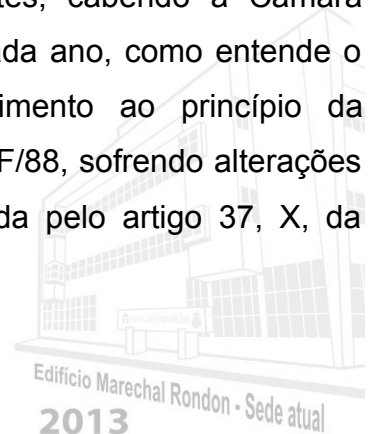 tes, cabendo à Câmara
ada ano, como entende o
imento ao princípio da
F/88, sofrendo alterações
da pelo artigo 37, X, da
Edifício Marechal Rondon - Sede atual
2013